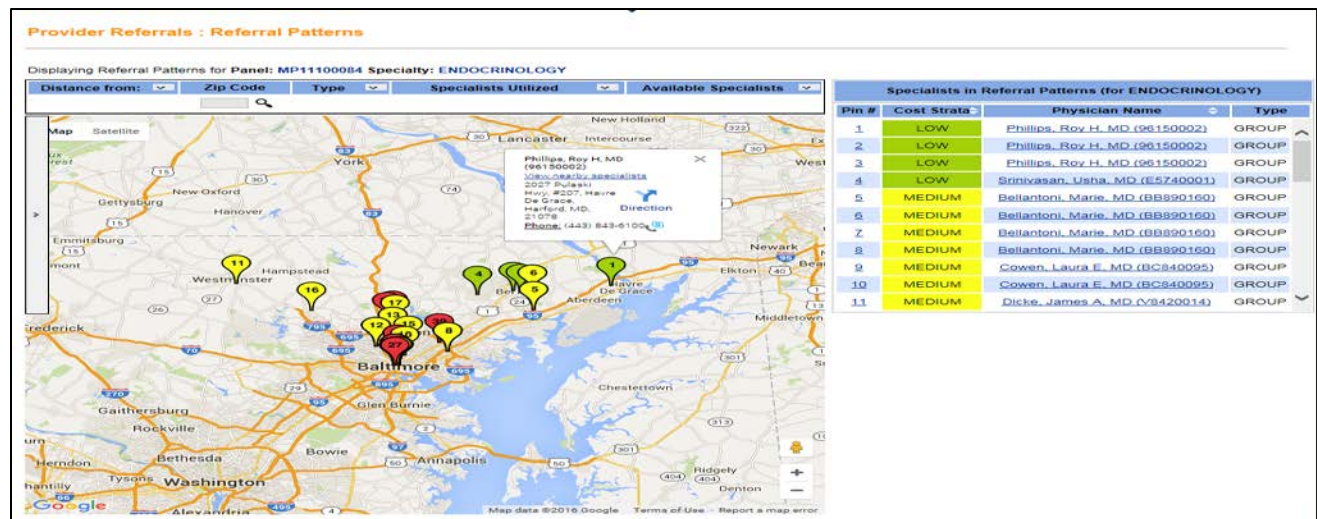 Provider Referrals : Referral Patterns
Displaying Referral Patterns for Panel: MP11100084 Specialty: ENDOCRINOLOGY
Distance from: Zip Code Type Specialists Utilized Available Specialists
Map Satellite
New Holland
Lancaster
Intercourse
York
New Oxford
Gettysburg
Hanover
Emmitsburg
Westminster
Hampstead
Phillips, Roy H, MD
(96150002)
View nearby specialists
2027 Pulaski
Hwy, #207, Havre
De Grace,
Harford, MD,
21078
Phone: (443) 843-6100
Direction
Newark
Elkton
Havre
De Grace
Aberdeen
Middletown
Baltimore
Chestertown
Glen Burnie
Gaithersburg
Rockville
Bowie
Bethesda
Herndon
Annapolis
Tysons
Washington
Ridgely
Denton
Alexandria
Google
Map data ©2016 Google Terms of Use Report a map error
Specialists in Referral Patterns (for ENDOCRINOLOGY)
Pin # Cost Strata Physician Name Type
1 LOW Phillips, Roy H, MD (96150002) GROUP
2 LOW Phillips, Roy H, MD (96150002) GROUP
3 LOW Phillips, Roy H, MD (96150002) GROUP
4 LOW Srinivasan, Usha, MD (E5740001) GROUP
5 MEDIUM Bellantoni, Marie, MD (BB890160) GROUP
6 MEDIUM Bellantoni, Marie, MD (BB890160) GROUP
7 MEDIUM Bellantoni, Marie, MD (BB890160) GROUP
8 MEDIUM Bellantoni, Marie, MD (BB890160) GROUP
9 MEDIUM Cowen, Laura E, MD (BC840095) GROUP
10 MEDIUM Cowen, Laura E, MD (BC840095) GROUP
11 MEDIUM Dicke, James A, MD (V8420014) GROUP